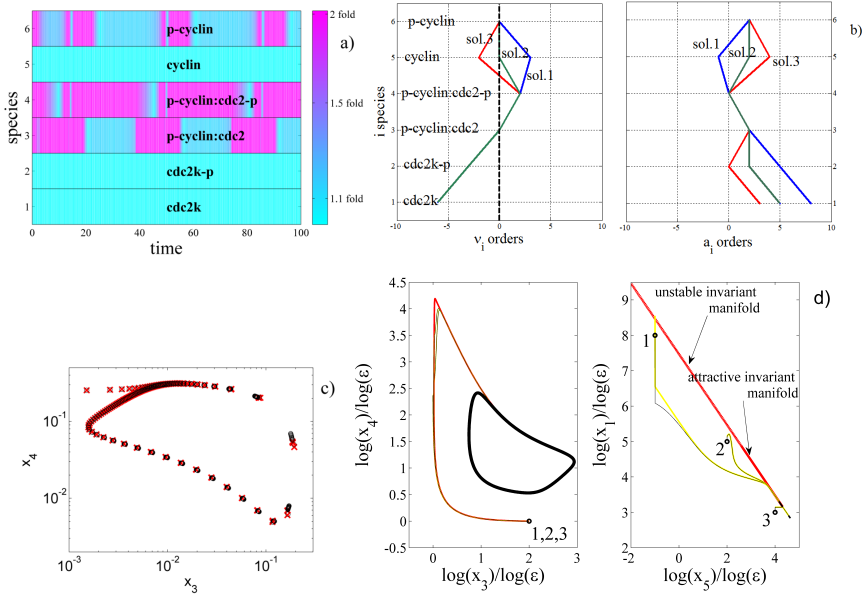 a)
species
6
5
4
3
2
1
p-cyclin
cyclin
p-cyclin:cdc2-p
p-cyclin:cdc2
cdc2k-p
cdc2k
0 20 40 60 80 100
time
2 fold
1.5 fold
1.1 fold
i species
p-cyclin
cyclin
p-cyclin:cdc2-p
p-cyclin:cdc2
cdc2k-p
cdc2k
sol.3
sol.2
sol.1
-10 -5 0 5 10
νi orders
b)
sol.1
sol.2
sol.3
6
5
4
3
2
1
-10 -5 0 5 10
ai orders
c)
x4
10-1
10-2
10-3 10-2 10-1
x3
log(x4)/log(ε)
4.5
4
3.5
3
2.5
2
1.5
1
0.5
0
-0.5
1,2,3
0 1 2 3
log(x3)/log(ε)
d)
log(x1)/log(ε)
9
8
7
6
5
4
3
2
unstable invariant
manifold
attractive invariant
manifold
1
2
3
-2 0 2 4 6
log(x5)/log(ε)